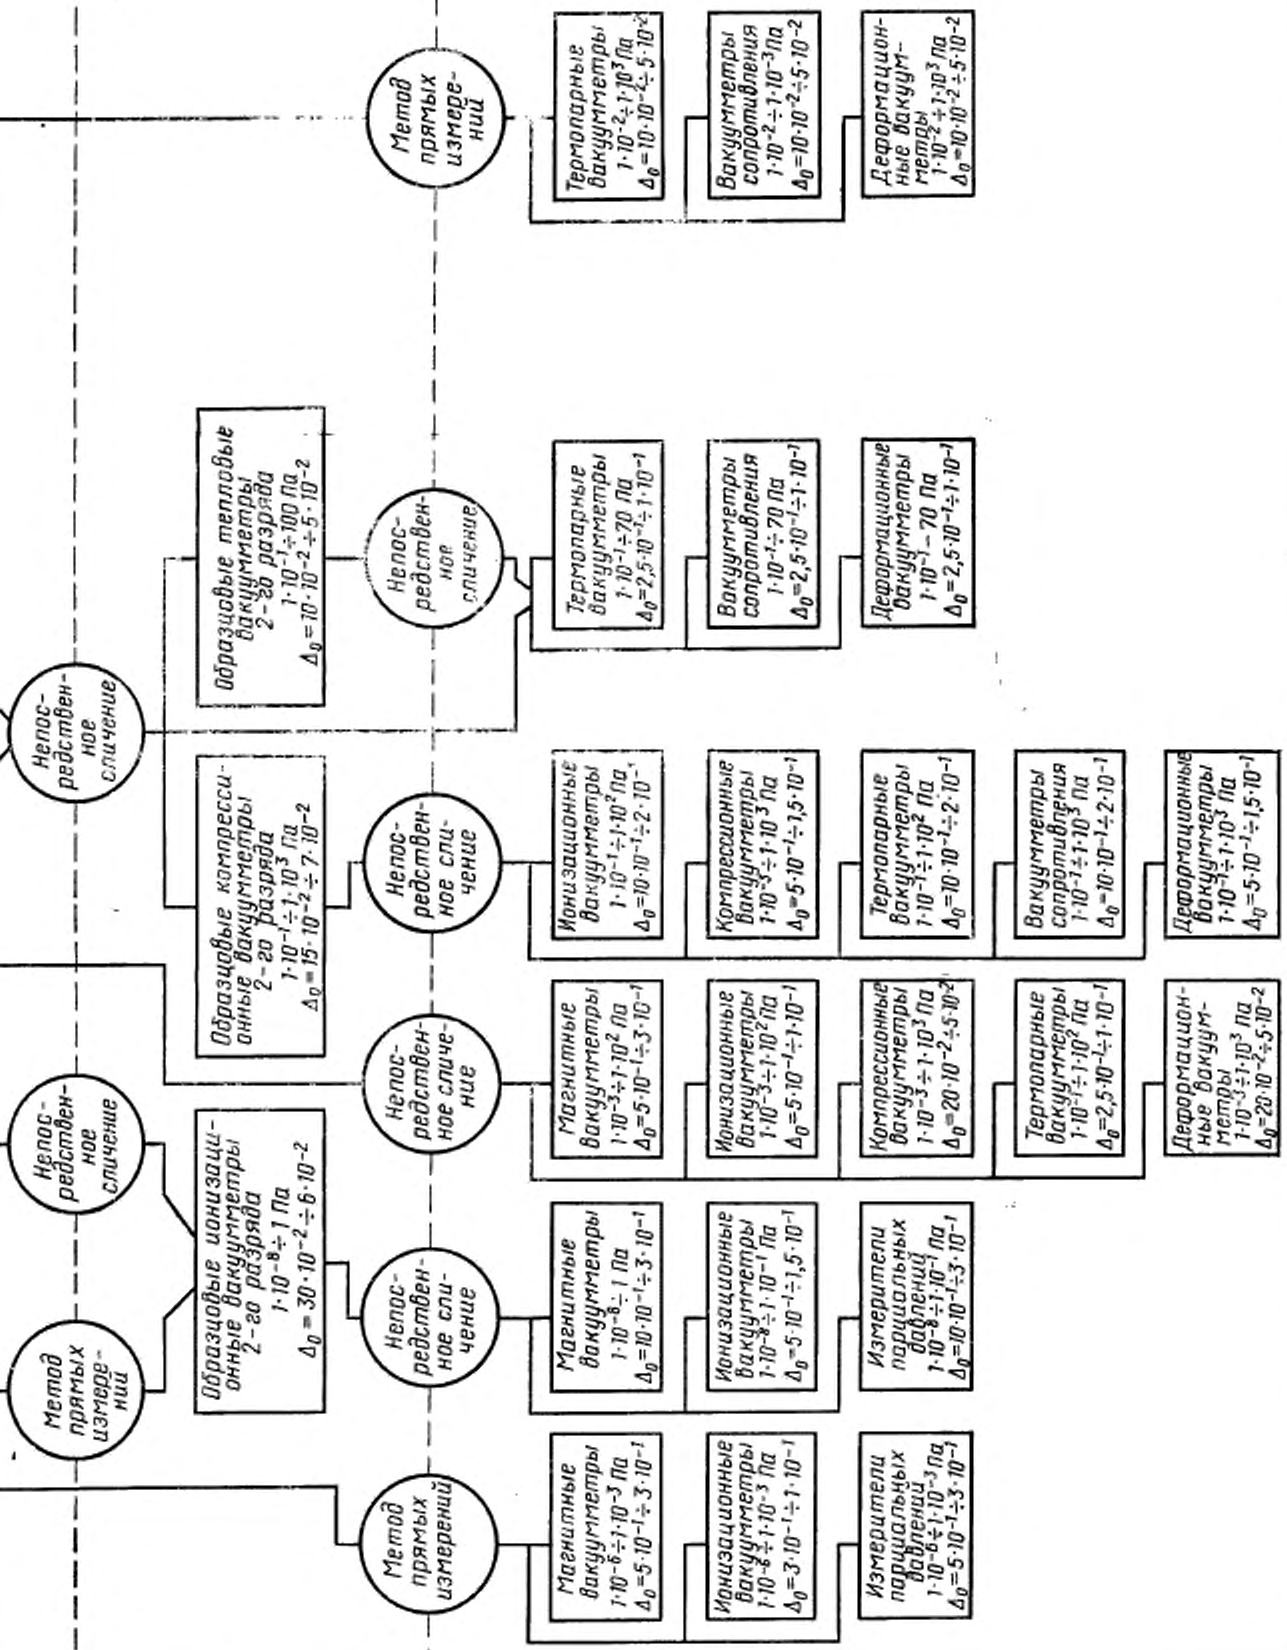 Метод
прямых
измере-
ний
Непос-
редствен-
ное
сличение
Непос-
редствен-
ное
сличение
Образцовые ионизаци-
онные вакуумметры
2-го разряда
1·10⁻⁸÷1 Па
Δ₀=30·10⁻²÷6·10⁻²
Образцовые компресси-
онные вакуумметры
2-го разряда
1·10⁻¹÷1·10³ Па
Δ₀=15·10⁻²÷7·10⁻²
Образцовые тепловые
вакуумметры
2-го разряда
1·10⁻¹÷100 Па
Δ₀=10·10⁻²÷5·10⁻²
Метод
прямых
измерений
Непос-
редствен-
ное сли-
чение
Непос-
редствен-
ное сличе-
ние
Непос-
редствен-
ное сли-
чение
Непос-
редствен-
ное
сличение
Метод
прямых
измере-
ний
Магнитные
вакуумметры
1·10⁻⁶÷1·10⁻³ Па
Δ₀=5·10⁻¹÷3·10⁻¹
Ионизационные
вакуумметры
1·10⁻⁶÷1·10⁻³ Па
Δ₀=3·10⁻¹÷1·10⁻¹
Измерители
парциальных
давлений
1·10⁻⁶÷1·10⁻³ Па
Δ₀=5·10⁻¹÷3·10⁻¹
Магнитные
вакуумметры
1·10⁻⁸÷1 Па
Δ₀=10·10⁻¹÷3·10⁻¹
Ионизационные
вакуумметры
1·10⁻⁸÷1·10⁻¹ Па
Δ₀=5·10⁻¹÷1,5·10⁻¹
Измерители
парциальных
давлений
1·10⁻⁸÷1·10⁻¹ Па
Δ₀=10·10⁻¹÷3·10⁻¹
Магнитные
вакуумметры
1·10⁻³÷1·10² Па
Δ₀=5·10⁻¹÷3·10⁻¹
Ионизационные
вакуумметры
1·10⁻³÷1·10² Па
Δ₀=5·10⁻¹÷1·10⁻¹
Компрессионные
вакуумметры
1·10⁻³÷1·10³ Па
Δ₀=20·10⁻²÷5·10⁻²
Термопарные
вакуумметры
1·10⁻¹÷1·10² Па
Δ₀=2,5·10⁻¹÷1·10⁻¹
Деформацион-
ные вакуум-
метры
1·10⁻³÷1·10³ Па
Δ₀=20·10⁻²÷5·10⁻²
Ионизационные
вакуумметры
1·10⁻¹÷1·10² Па
Δ₀=10·10⁻¹÷2·10⁻¹
Компрессионные
вакуумметры
1·10⁻³÷1·10³ Па
Δ₀=5·10⁻¹÷1,5·10⁻¹
Термопарные
вакуумметры
1·10⁻¹÷1·10² Па
Δ₀=10·10⁻¹÷2·10⁻¹
Вакуумметры
сопротивления
1·10⁻¹÷1·10³ Па
Δ₀=10·10⁻¹÷2·10⁻¹
Деформационные
вакуумметры
1·10⁻¹÷1·10³ Па
Δ₀=5·10⁻¹÷1,5·10⁻¹
Термопарные
вакуумметры
1·10⁻¹÷70 Па
Δ₀=2,5·10⁻¹÷1·10⁻¹
Вакуумметры
сопротивления
1·10⁻¹÷70 Па
Δ₀=2,5·10⁻¹÷1·10⁻¹
Деформационные
вакуумметры
1·10⁻¹–70 Па
Δ₀=2,5·10⁻¹÷1·10⁻¹
Термопарные
вакуумметры
1·10⁻²÷1·10³ Па
Δ₀=10·10⁻²÷5·10⁻²
Вакуумметры
сопротивления
1·10⁻²÷1·10⁻³ Па
Δ₀=10·10⁻²÷5·10⁻²
Деформацион-
ные вакуум-
метры
1·10⁻²÷1·10³ Па
Δ₀=10·10⁻²÷5·10⁻²